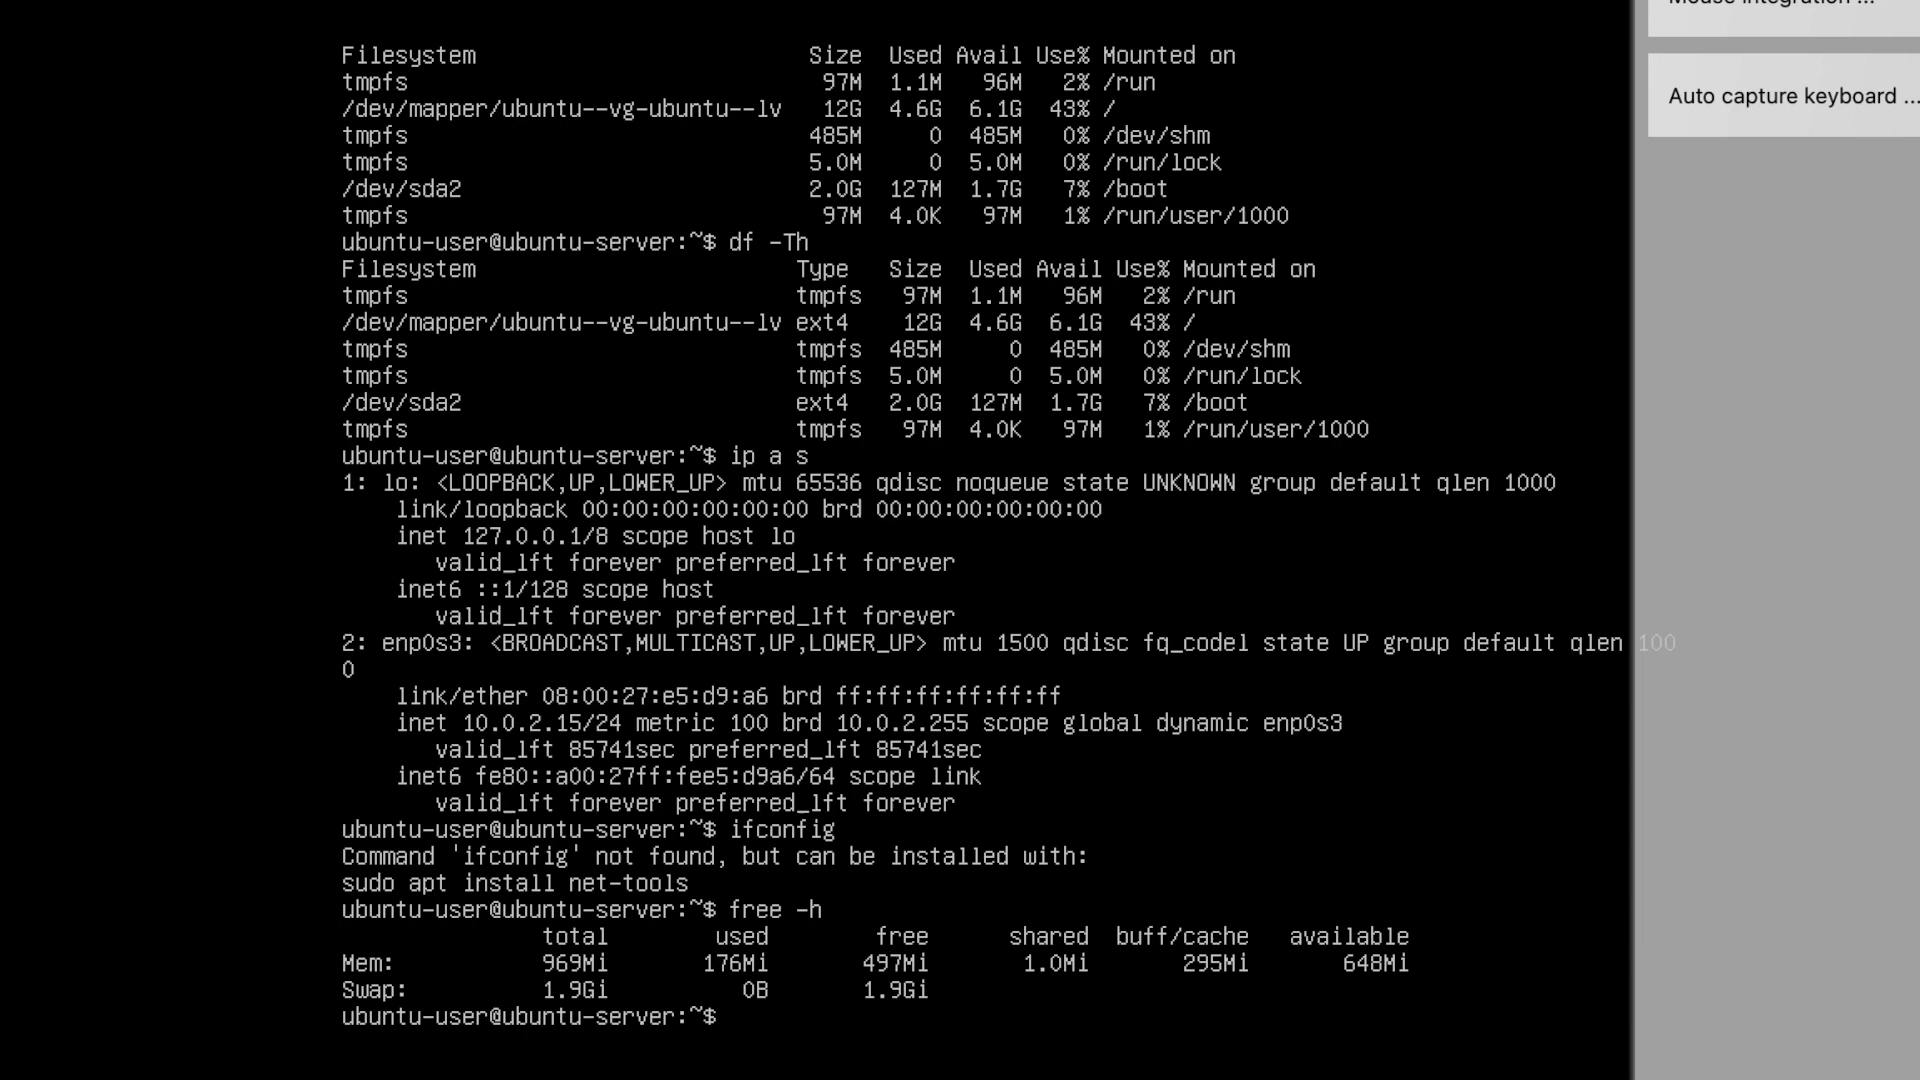 Mouse integration ...
Auto capture keyboard ...
Filesystem Size Used Avail Use% Mounted on
tmpfs 97M 1.1M 96M 2% /run
/dev/mapper/ubuntu--vg-ubuntu--lv 12G 4.6G 6.1G 43% /
tmpfs 485M 0 485M 0% /dev/shm
tmpfs 5.0M 0 5.0M 0% /run/lock
/dev/sda2 2.0G 127M 1.7G 7% /boot
tmpfs 97M 4.0K 97M 1% /run/user/1000
ubuntu-user@ubuntu-server:~$ df -Th
Filesystem Type Size Used Avail Use% Mounted on
tmpfs tmpfs 97M 1.1M 96M 2% /run
/dev/mapper/ubuntu--vg-ubuntu--lv ext4 12G 4.6G 6.1G 43% /
tmpfs tmpfs 485M 0 485M 0% /dev/shm
tmpfs tmpfs 5.0M 0 5.0M 0% /run/lock
/dev/sda2 ext4 2.0G 127M 1.7G 7% /boot
tmpfs tmpfs 97M 4.0K 97M 1% /run/user/1000
ubuntu-user@ubuntu-server:~$ ip a s
1: lo: <LOOPBACK,UP,LOWER_UP> mtu 65536 qdisc noqueue state UNKNOWN group default qlen 1000
link/loopback 00:00:00:00:00:00 brd 00:00:00:00:00:00
inet 127.0.0.1/8 scope host lo
valid_lft forever preferred_lft forever
inet6 ::1/128 scope host
valid_lft forever preferred_lft forever
2: enp0s3: <BROADCAST,MULTICAST,UP,LOWER_UP> mtu 1500 qdisc fq_codel state UP group default qlen 100
0
link/ether 08:00:27:e5:d9:a6 brd ff:ff:ff:ff:ff:ff
inet 10.0.2.15/24 metric 100 brd 10.0.2.255 scope global dynamic enp0s3
valid_lft 85741sec preferred_lft 85741sec
inet6 fe80::a00:27ff:fee5:d9a6/64 scope link
valid_lft forever preferred_lft forever
ubuntu-user@ubuntu-server:~$ ifconfig
Command 'ifconfig' not found, but can be installed with:
sudo apt install net-tools
ubuntu-user@ubuntu-server:~$ free -h
total used free shared buff/cache available
Mem: 969Mi 176Mi 497Mi 1.0Mi 295Mi 648Mi
Swap: 1.9Gi 0B 1.9Gi
ubuntu-user@ubuntu-server:~$